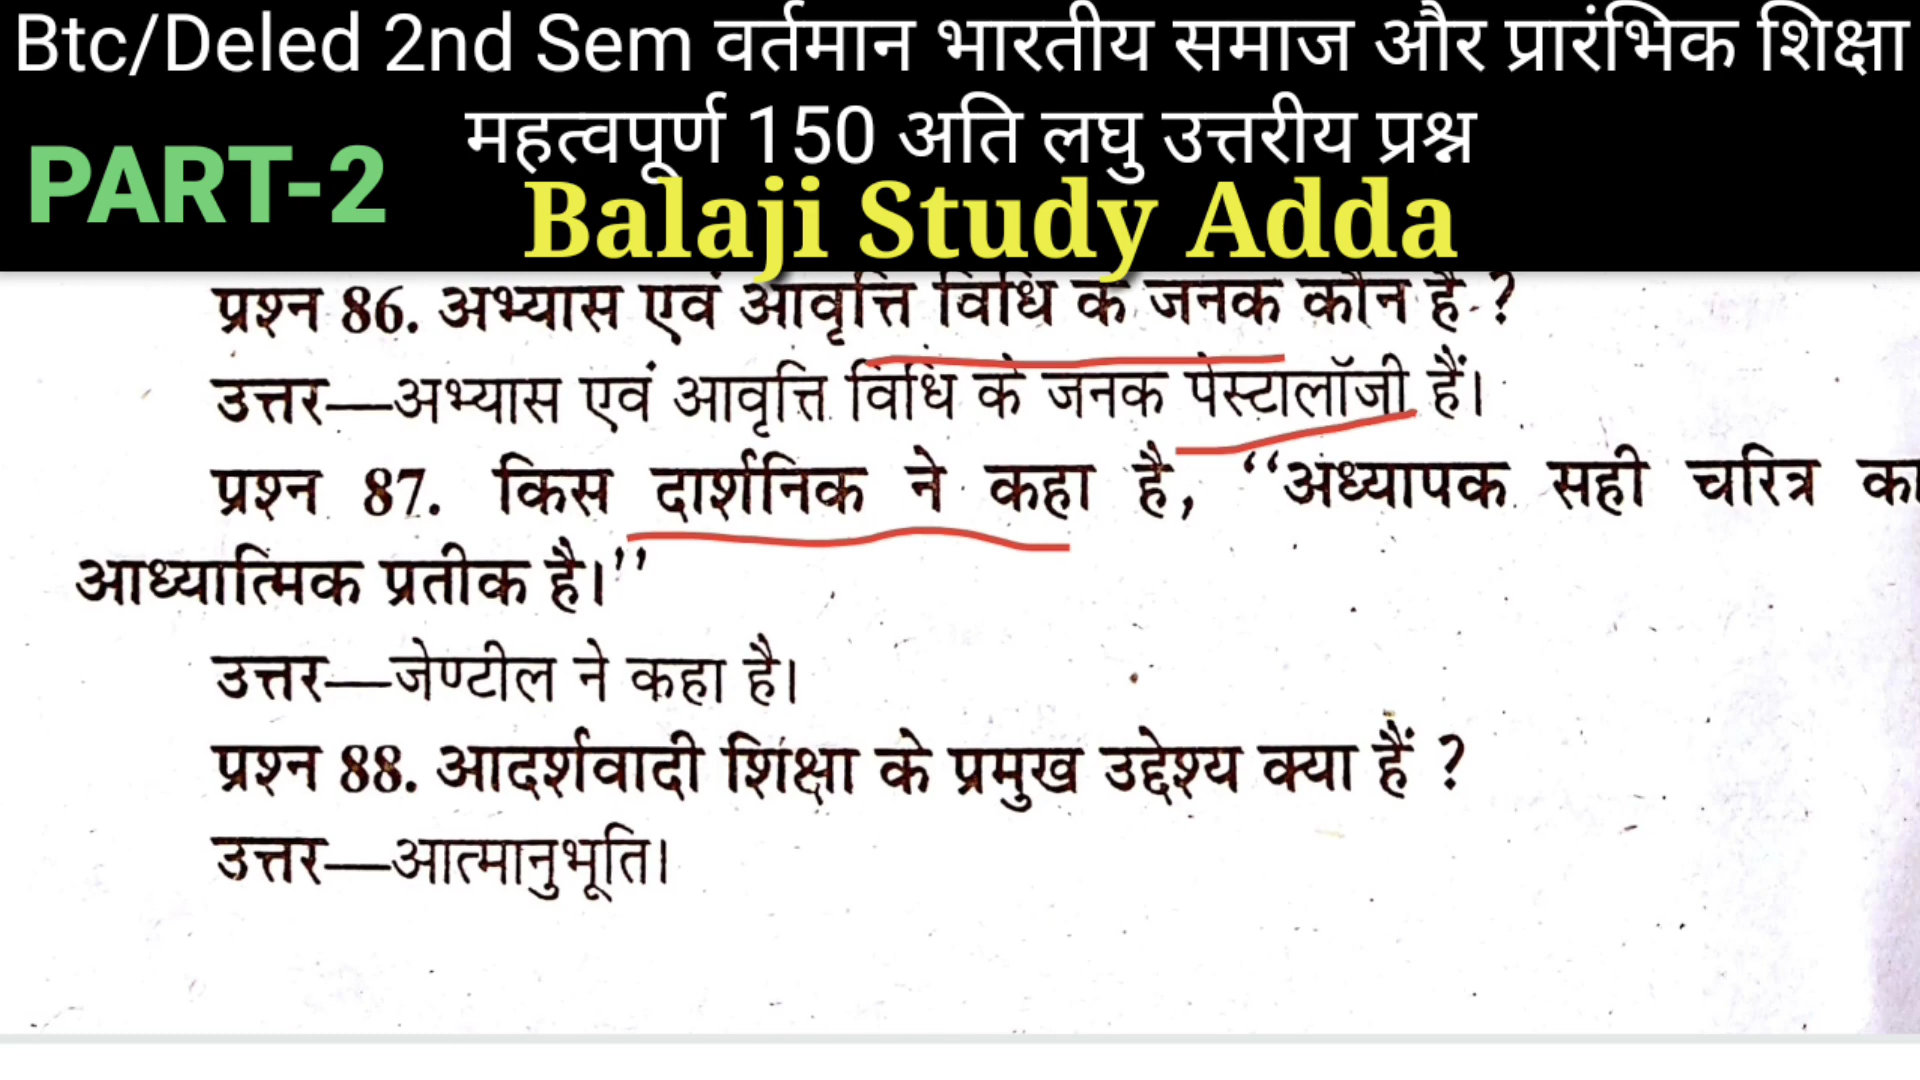 Btc/Deled 2nd Sem वर्तमान भारतीय समाज और प्रारंभिक शिक्षा
महत्वपूर्ण 150 अति लघु उत्तरीय प्रश्न
PART-2
Balaji Study Adda
प्रश्न 86. अभ्यास एवं आवृत्ति विधि के जनक कौन हैं ?
उत्तर—अभ्यास एवं आवृत्ति विधि के जनक पेस्टालॉजी हैं।
प्रश्न 87. किस दार्शनिक ने कहा है, ‘‘अध्यापक सही चरित्र का
आध्यात्मिक प्रतीक है।’’
उत्तर—जेण्टील ने कहा है।
प्रश्न 88. आदर्शवादी शिक्षा के प्रमुख उद्देश्य क्या हैं ?
उत्तर—आत्मानुभूति।